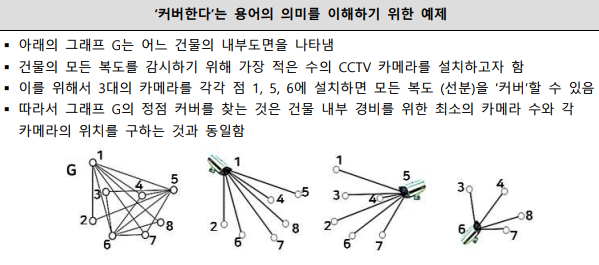 ‘커버한다’는 용어의 의미를 이해하기 위한 예제
▪ 아래의 그래프 G는 어느 건물의 내부도면을 나타냄
▪ 건물의 모든 복도를 감시하기 위해 가장 적은 수의 CCTV 카메라를 설치하고자 함
▪ 이를 위해서 3대의 카메라를 각각 점 1, 5, 6에 설치하면 모든 복도 (선분)을 ‘커버’할 수 있음
▪ 따라서 그래프 G의 정점 커버를 찾는 것은 건물 내부 경비를 위한 최소의 카메라 수와 각
카메라의 위치를 구하는 것과 동일함
G 1 3 4 5 2 8 6 7
1 5 4 2 8 6 7
1 5 3 2 6 7
3 4 8 6 7